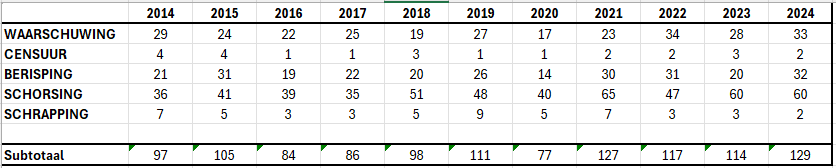 2014 2015 2016 2017 2018 2019 2020 2021 2022 2023 2024
WAARSCHUWING 29 24 22 25 19 27 17 23 34 28 33
CENSUUR 4 4 1 1 3 1 1 2 2 3 2
BERISPING 21 31 19 22 20 26 14 30 31 20 32
SCHORSING 36 41 39 35 51 48 40 65 47 60 60
SCHRAPPING 7 5 3 3 5 9 5 7 3 3 2
Subtotaal 97 105 84 86 98 111 77 127 117 114 129